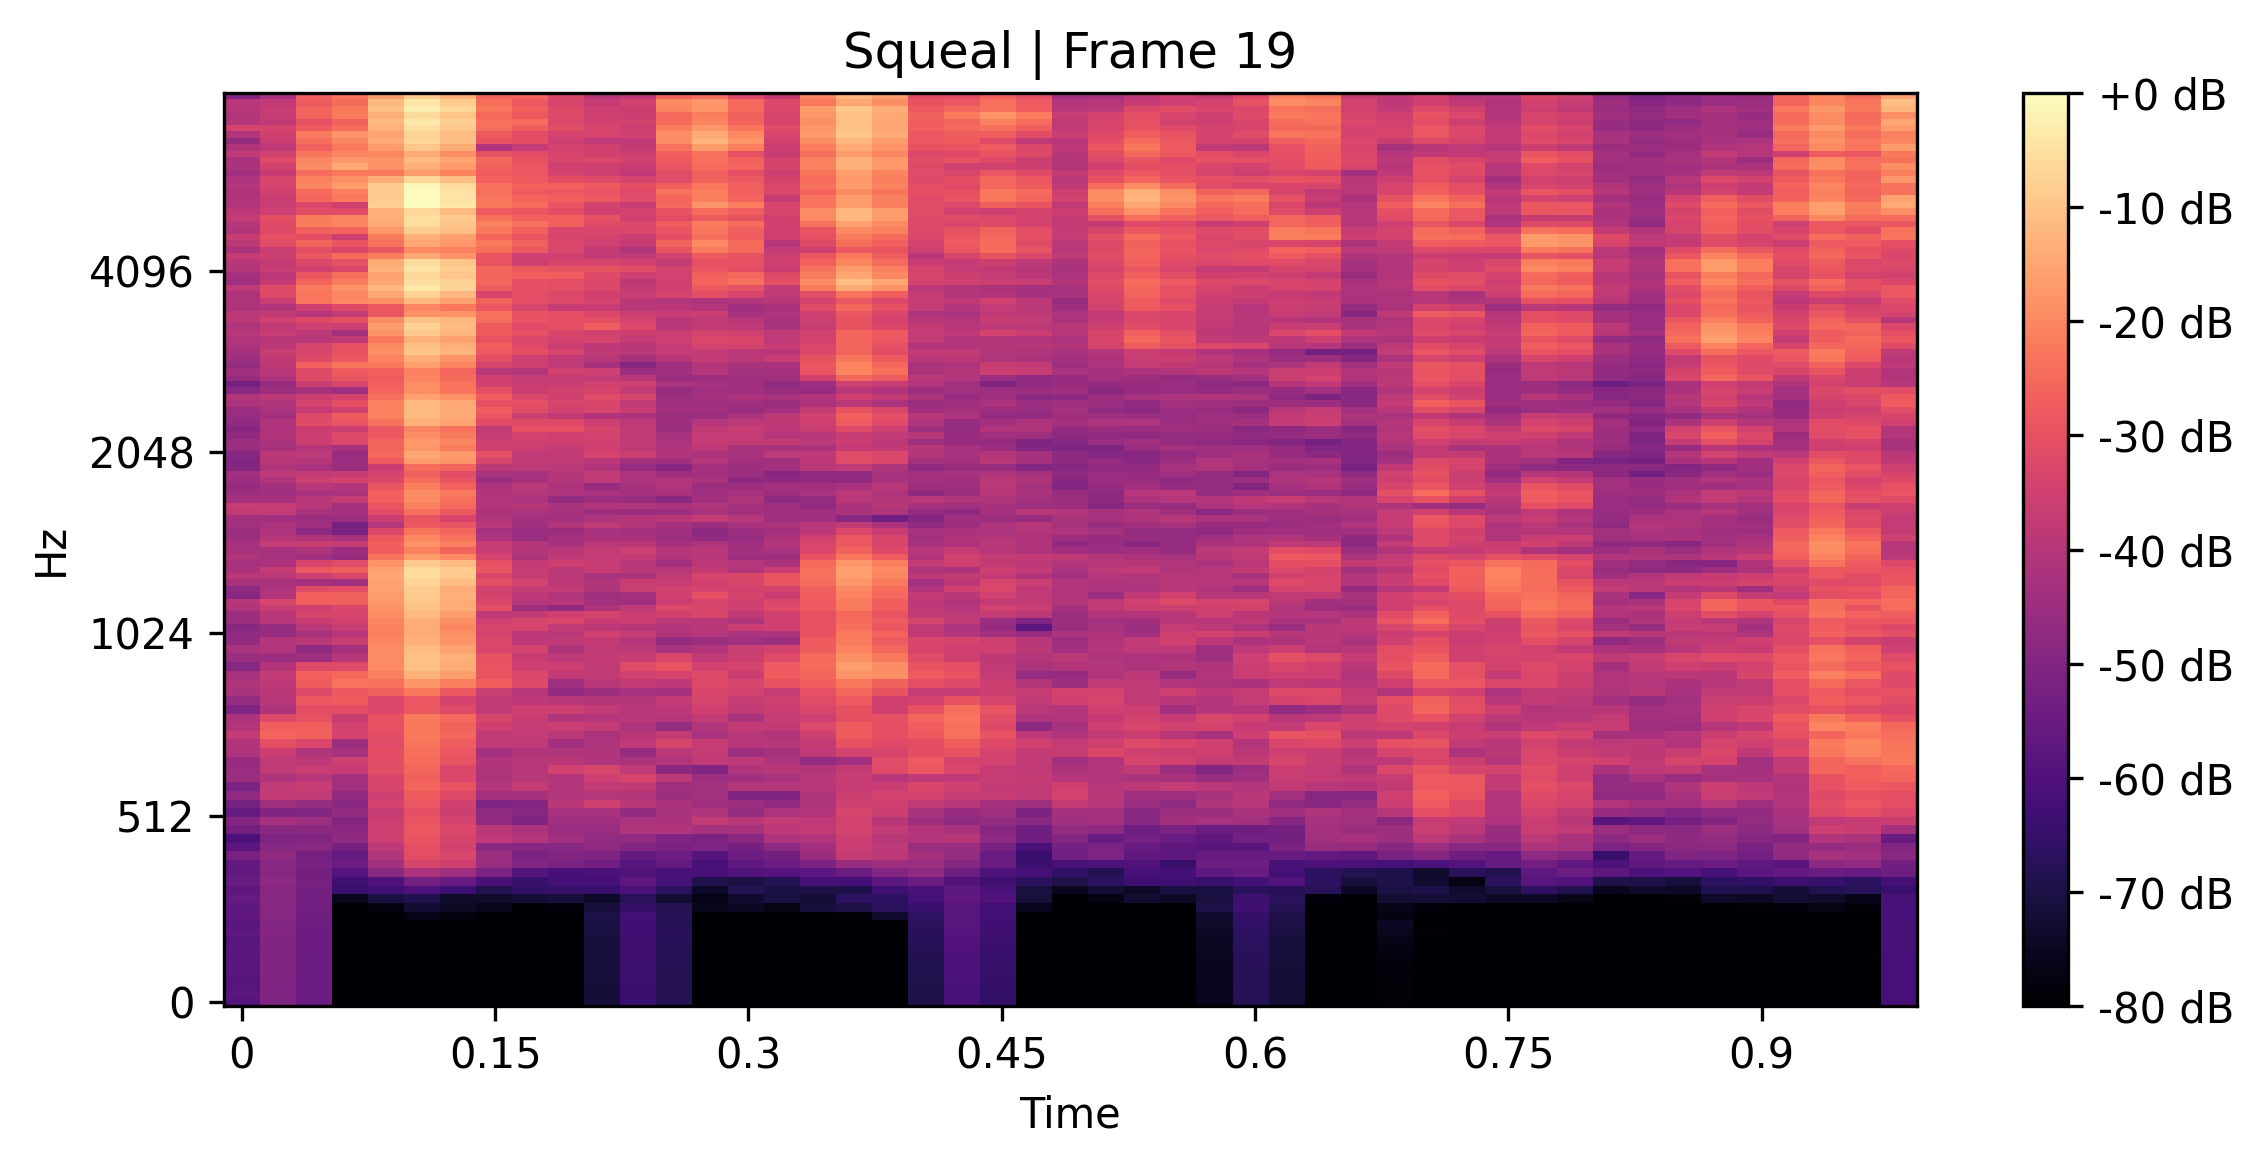 Squeal | Frame 19
+0 dB
-10 dB
-20 dB
-30 dB
-40 dB
-50 dB
-60 dB
-70 dB
-80 dB
Hz
4096
2048
1024
512
0
0 0.15 0.3 0.45 0.6 0.75 0.9
Time